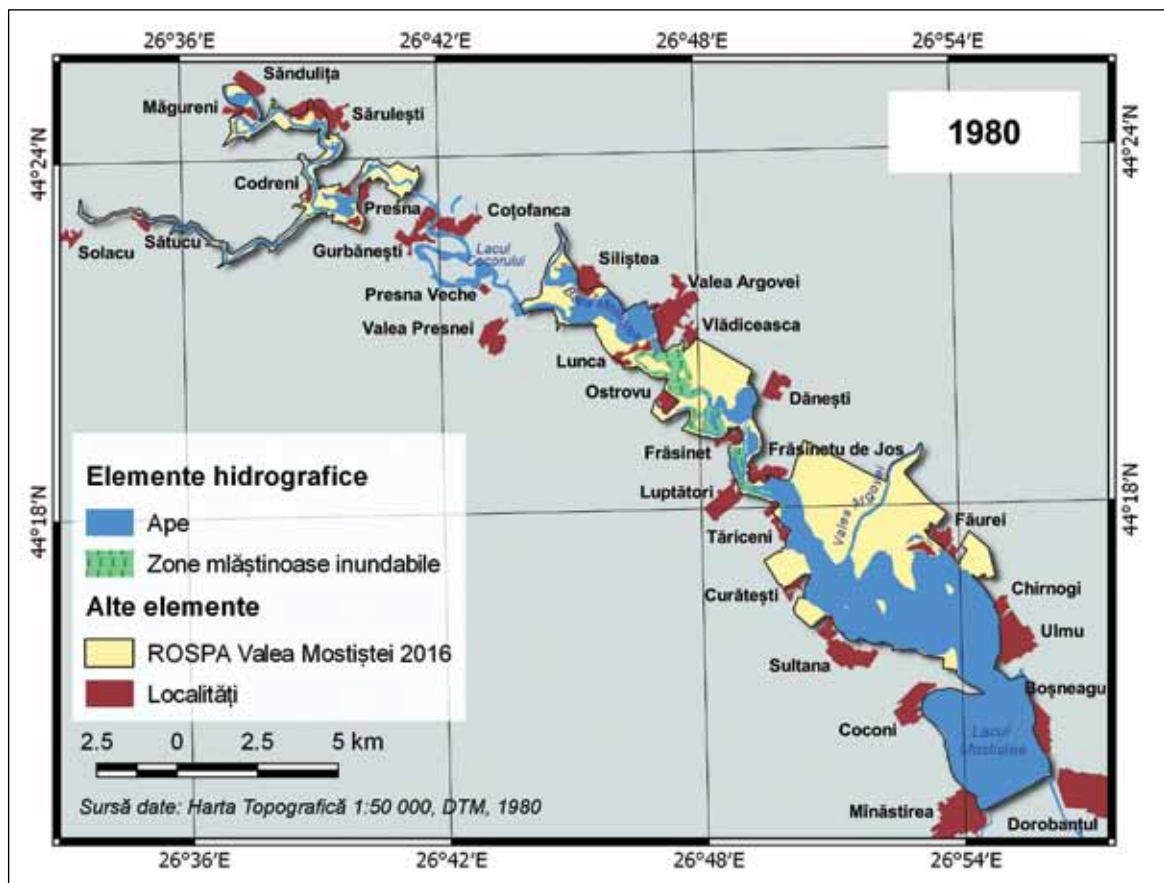 26°36'E 26°42'E 26°48'E 26°54'E
1980
Săndulița
Măgureni
Sărulești
44°24'N
44°24'N
Codreni
Presna
Coțofanca
Solacu
Sătucu
Gurbănești
Lacul
Cocorului
Siliștea
Presna Veche
Valea Argovei
Valea Presnei
Vlădiceasca
Lunca
Ostrovu
Dănești
Frăsinet
Frăsinetu de Jos
Luptători
Valea Argovei
44°18'N
44°18'N
Tăriceni
Făurei
Curătești
Chirnogi
Ulmu
Sultana
Boșneagu
Coconi
Lacul
Mostiștea
Mînăstirea
Dorobanțul
Elemente hidrografice
Ape
Zone mlăștinoase inundabile
Alte elemente
ROSPA Valea Mostiștei 2016
Localități
2.5 0 2.5 5 km
Sursă date: Harta Topografică 1:50 000, DTM, 1980
26°36'E 26°42'E 26°48'E 26°54'E